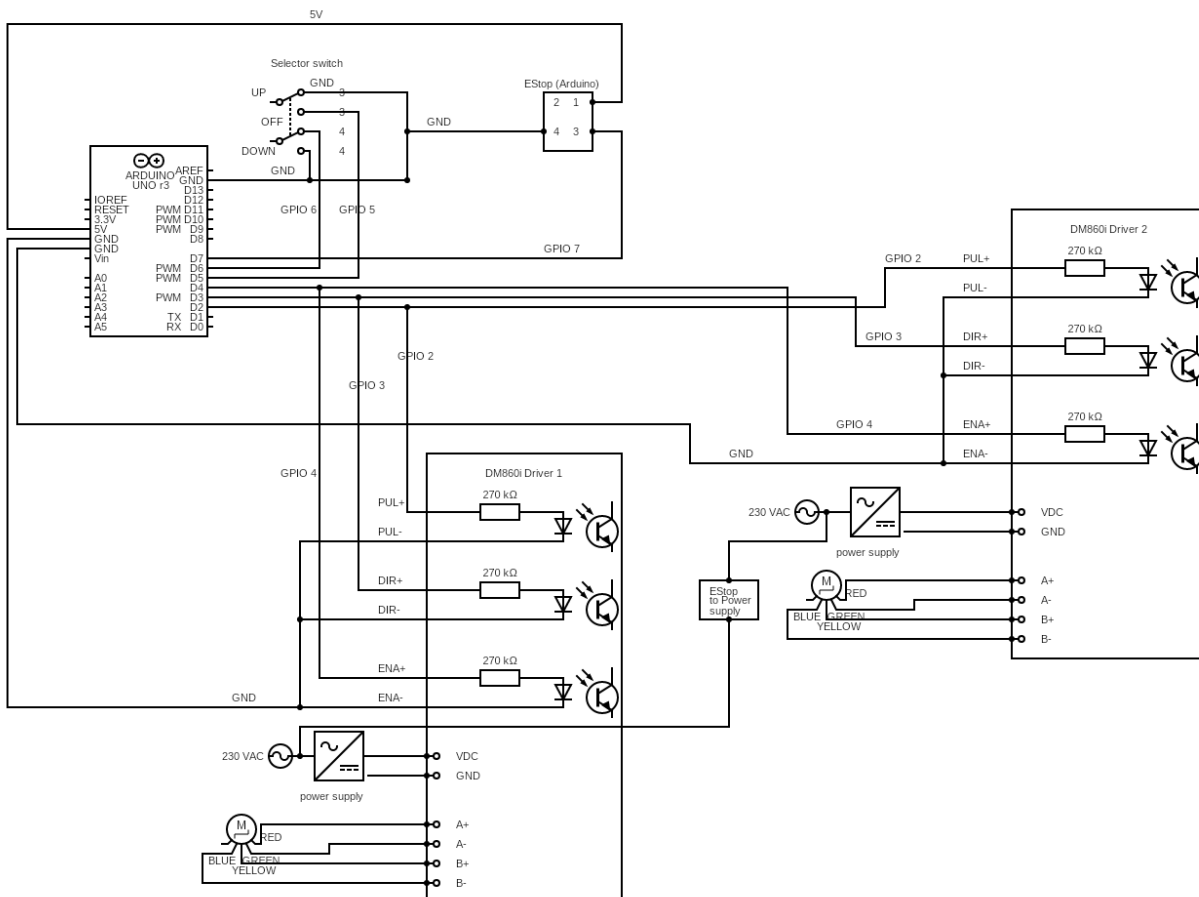 5V
Selector switch
GND
3
UP
3
OFF
4
DOWN
4
GND
EStop (Arduino)
2 1
4 3
GND
ARDUINO
UNO r3
AREF
GND
D13
IOREF
D12
RESET
PWM D11
3.3V
PWM D10
5V
PWM D9
GND
D8
GND
Vin
D7
PWM D6
A0
PWM D5
A1
D4
A2
PWM D3
A3
D2
A4
TX D1
A5
RX D0
GPIO 6
GPIO 5
GPIO 7
GPIO 2
GPIO 3
GPIO 4
DM860i Driver 2
GPIO 2
PUL+
270 kΩ
PUL-
GPIO 3
DIR+
270 kΩ
DIR-
GPIO 4
ENA+
270 kΩ
GND
ENA-
230 VAC
power supply
VDC
GND
EStop
to Power
supply
M
RED
BLUE
GREEN
YELLOW
A+
A-
B+
B-
DM860i Driver 1
PUL+
270 kΩ
PUL-
DIR+
270 kΩ
DIR-
ENA+
270 kΩ
GND
ENA-
230 VAC
power supply
VDC
GND
M
RED
BLUE
GREEN
YELLOW
A+
A-
B+
B-